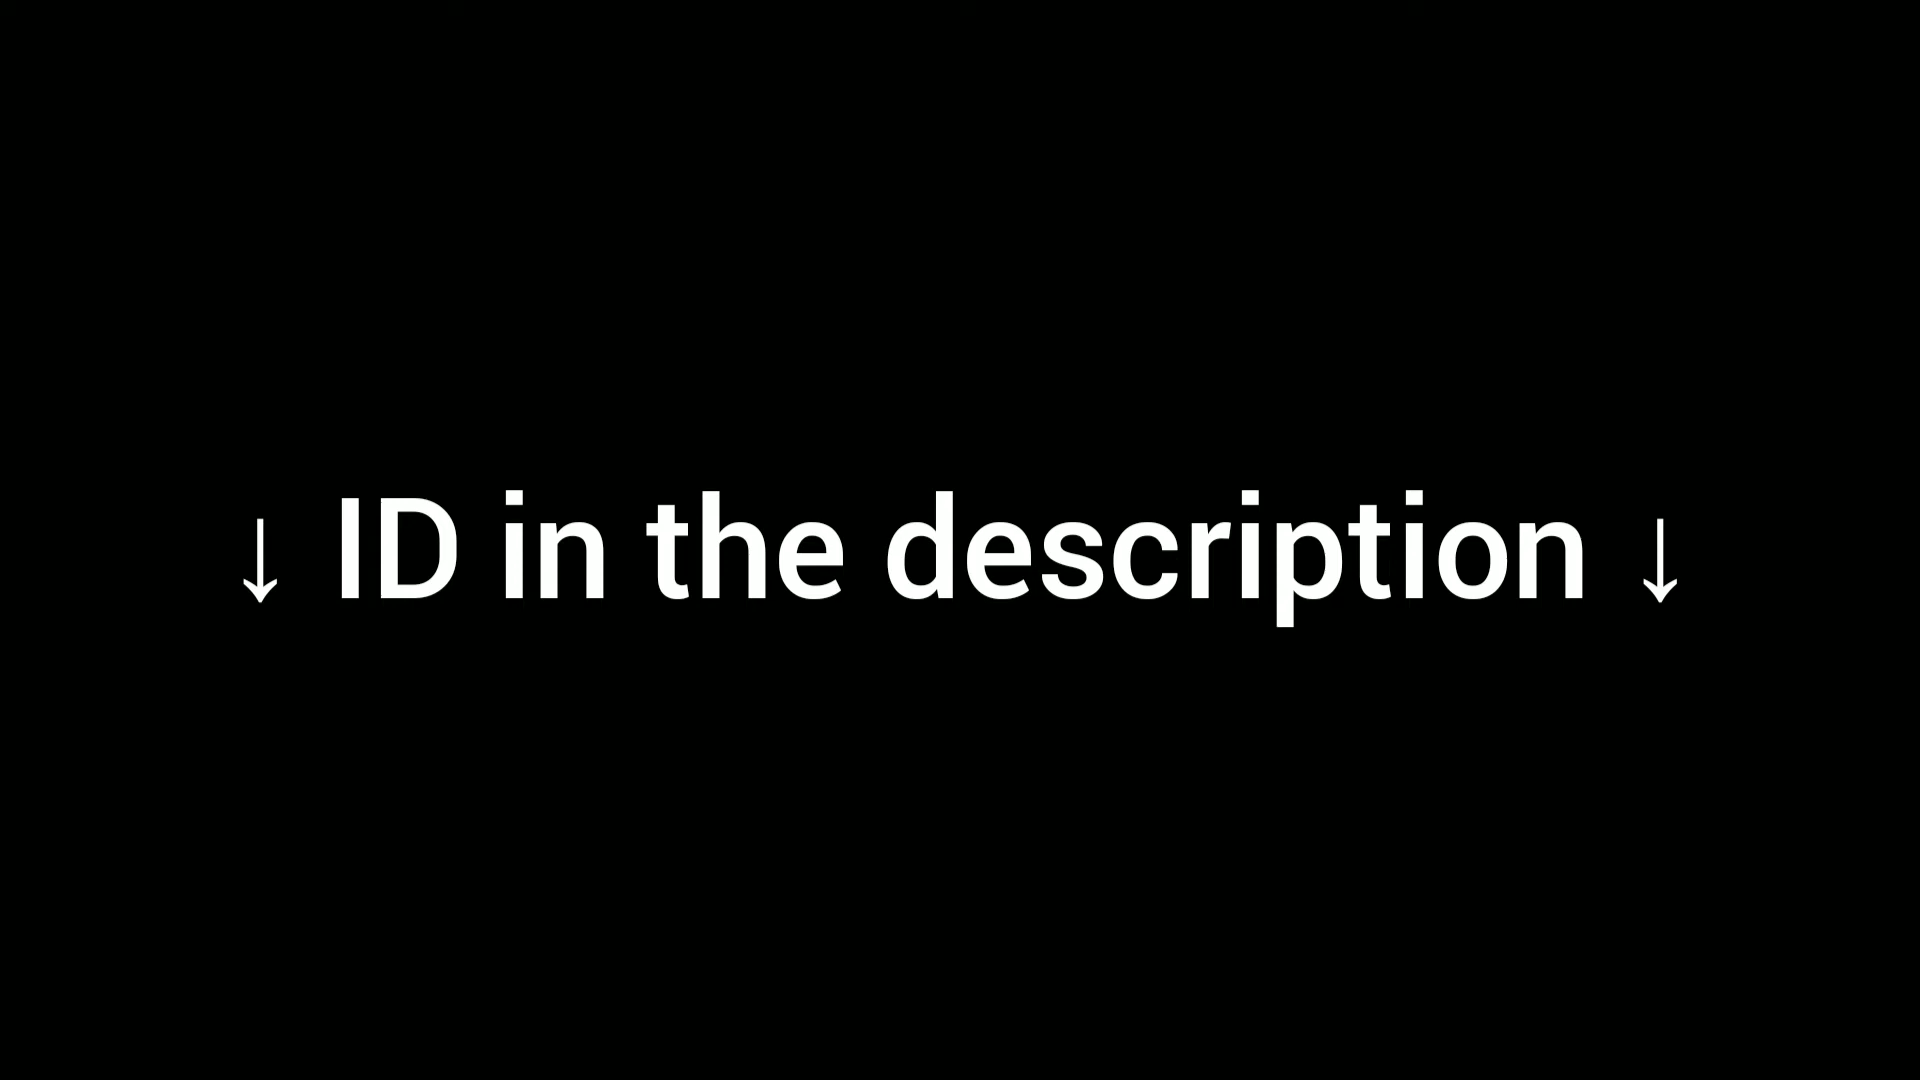 ↓ ID in the description ↓